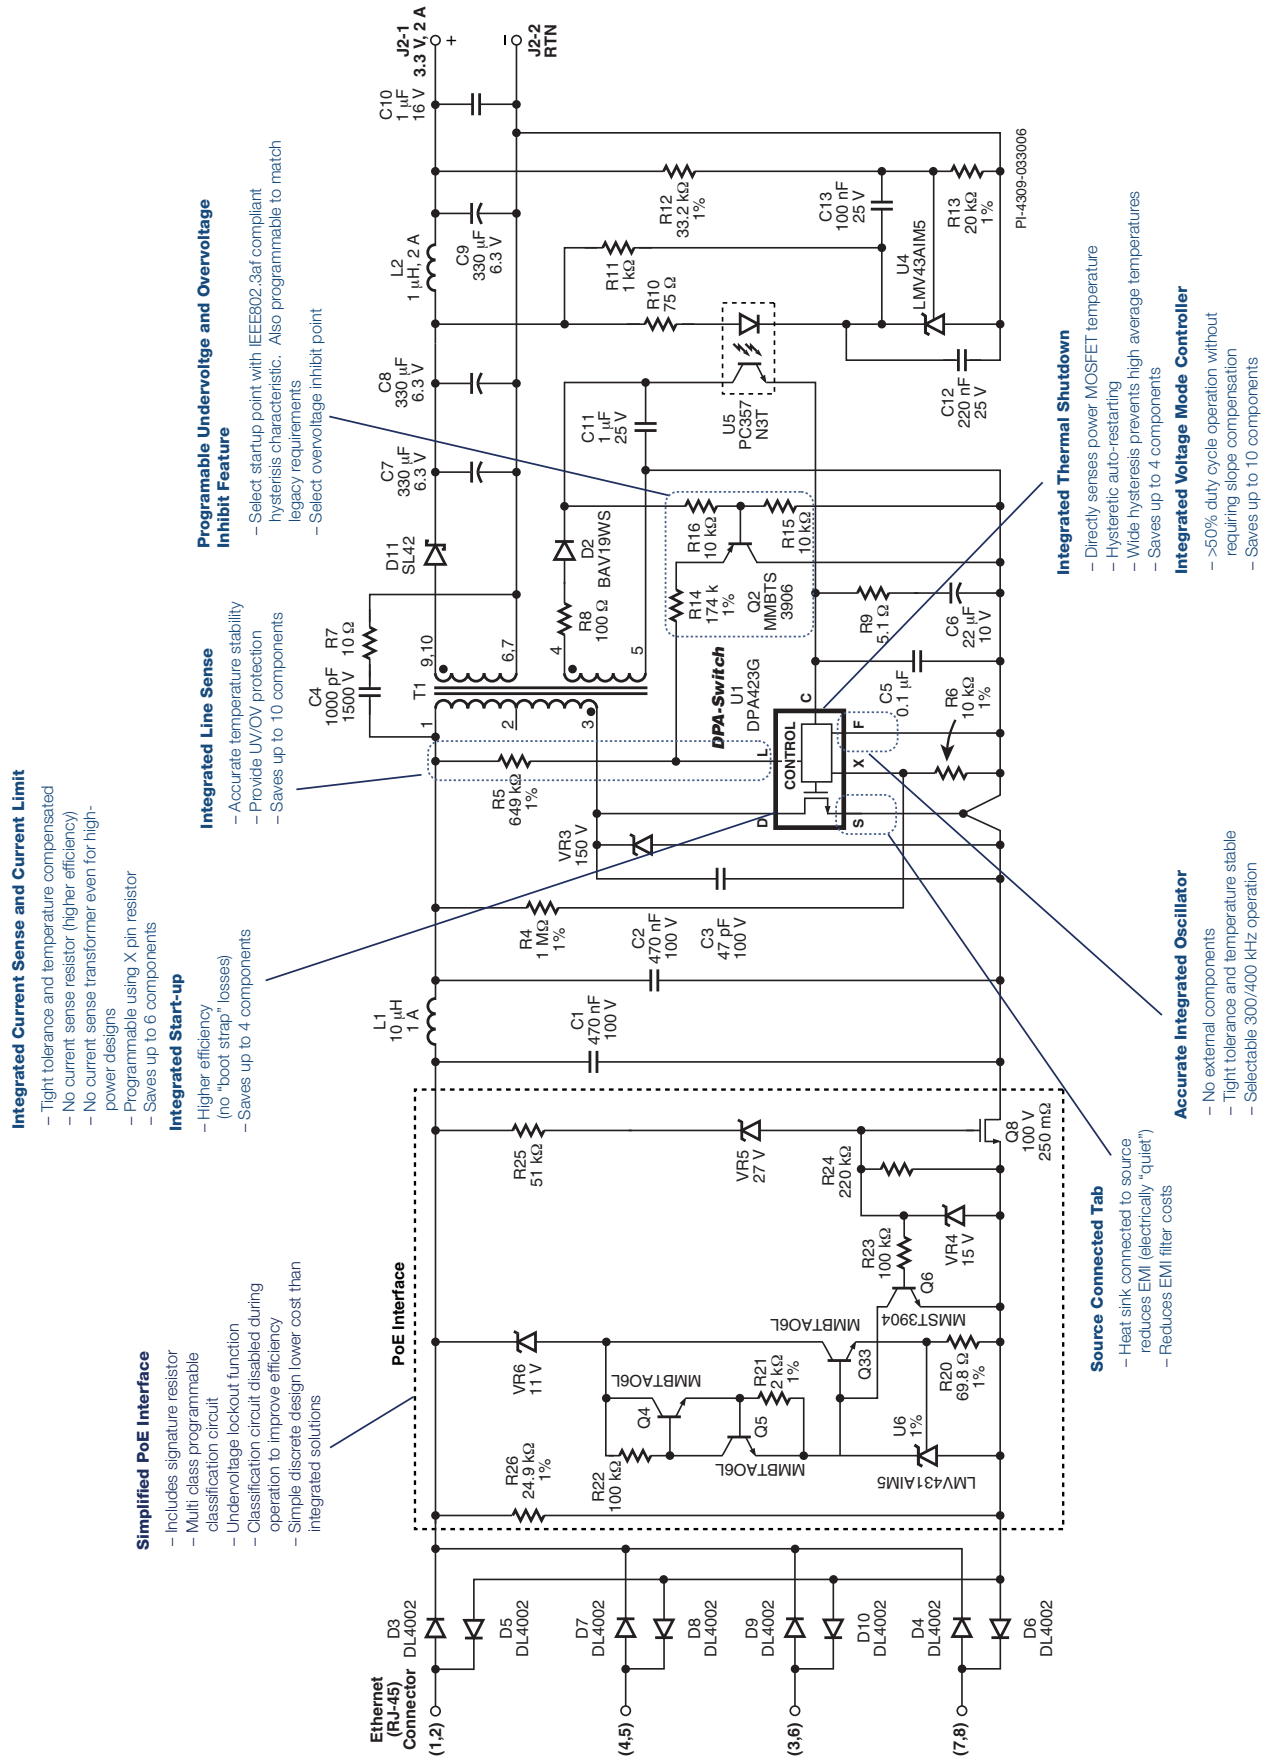 Simplified PoE Interface
– Includes signature resistor
– Multi class programmable
classification circuit
– Undervoltage lockout function
– Classification circuit disabled during
operation to improve efficiency
– Simple discrete design lower cost than
integrated solutions
Integrated Current Sense and Current Limit
– Tight tolerance and temperature compensated
– No current sense resistor (higher efficiency)
– No current sense transformer even for high-
power designs
– Programmable using X pin resistor
– Saves up to 6 components
Integrated Start-up
– Higher efficiency
(no "boot strap" losses)
– Saves up to 4 components
Integrated Line Sense
– Accurate temperature stability
– Provide UV/OV protection
– Saves up to 10 components
Programable Undervoltge and Overvoltage
Inhibit Feature
– Select startup point with IEEE802.3af compliant
hysterisis characteristic. Also programmable to match
legacy requirements
– Select overvoltage inhibit point
Ethernet
(RJ-45)
Connector
(1,2)
(4,5)
(3,6)
(7,8)
D3
DL4002
D5
DL4002
D7
DL4002
D8
DL4002
D9
DL4002
D10
DL4002
D4
DL4002
D6
DL4002
PoE Interface
R26
24.9 kΩ
1%
R22
100 kΩ
Q4
MMBTAO6L
Q5
MMBTAO6L
R21
2 kΩ
1%
VR6
11 V
MMBTAO6L
Q33
U6
1%
LMV431AIM5
R20
69.8 Ω
1%
MMST3904
Q6
R23
100 kΩ
VR4
15 V
R24
220 kΩ
R25
51 kΩ
VR5
27 V
Q8
100 V
250 mΩ
L1
10 µH
1 A
C1
470 nF
100 V
C2
470 nF
100 V
R4
1 MΩ
1%
C3
47 pF
100 V
VR3
150 V
R5
649 kΩ
1%
C4
1000 pF
1500 V
R7
10 Ω
T1
1
2
3
9,10
6,7
4
5
D11
SL42
C7
330 µF
6.3 V
C8
330 µF
6.3 V
L2
1 µH, 2 A
C9
330 µF
6.3 V
C10
1 µF
16 V
J2-1
3.3 V, 2 A
+
–
J2-2
RTN
R8
100 Ω
D2
BAV19WS
C11
1 µF
25 V
DPA-Switch
U1
DPA423G
D
L
CONTROL
C
S
X
F
R14
174 k
1%
Q2
MMBTS
3906
R16
10 kΩ
R15
10 kΩ
R9
5.1 Ω
C6
22 µF
10 V
C5
0.1 µF
R6
10 kΩ
1%
U5
PC357
N3T
R10
75 Ω
R11
1 kΩ
R12
33.2 kΩ
1%
C13
100 nF
25 V
U4
LMV43AIM5
C12
220 nF
25 V
R13
20 kΩ
1%
PI-4309-033006
Source Connected Tab
– Heat sink connected to source
reduces EMI (electrically "quiet")
– Reduces EMI filter costs
Accurate Integrated Oscillator
– No external components
– Tight tolerance and temperature stable
– Selectable 300/400 kHz operation
Integrated Thermal Shutdown
– Directly senses power MOSFET temperature
– Hysteretic auto-restarting
– Wide hysteresis prevents high average temperatures
– Saves up to 4 components
Integrated Voltage Mode Controller
– >50% duty cycle operation without
requiring slope compensation
– Saves up to 10 components